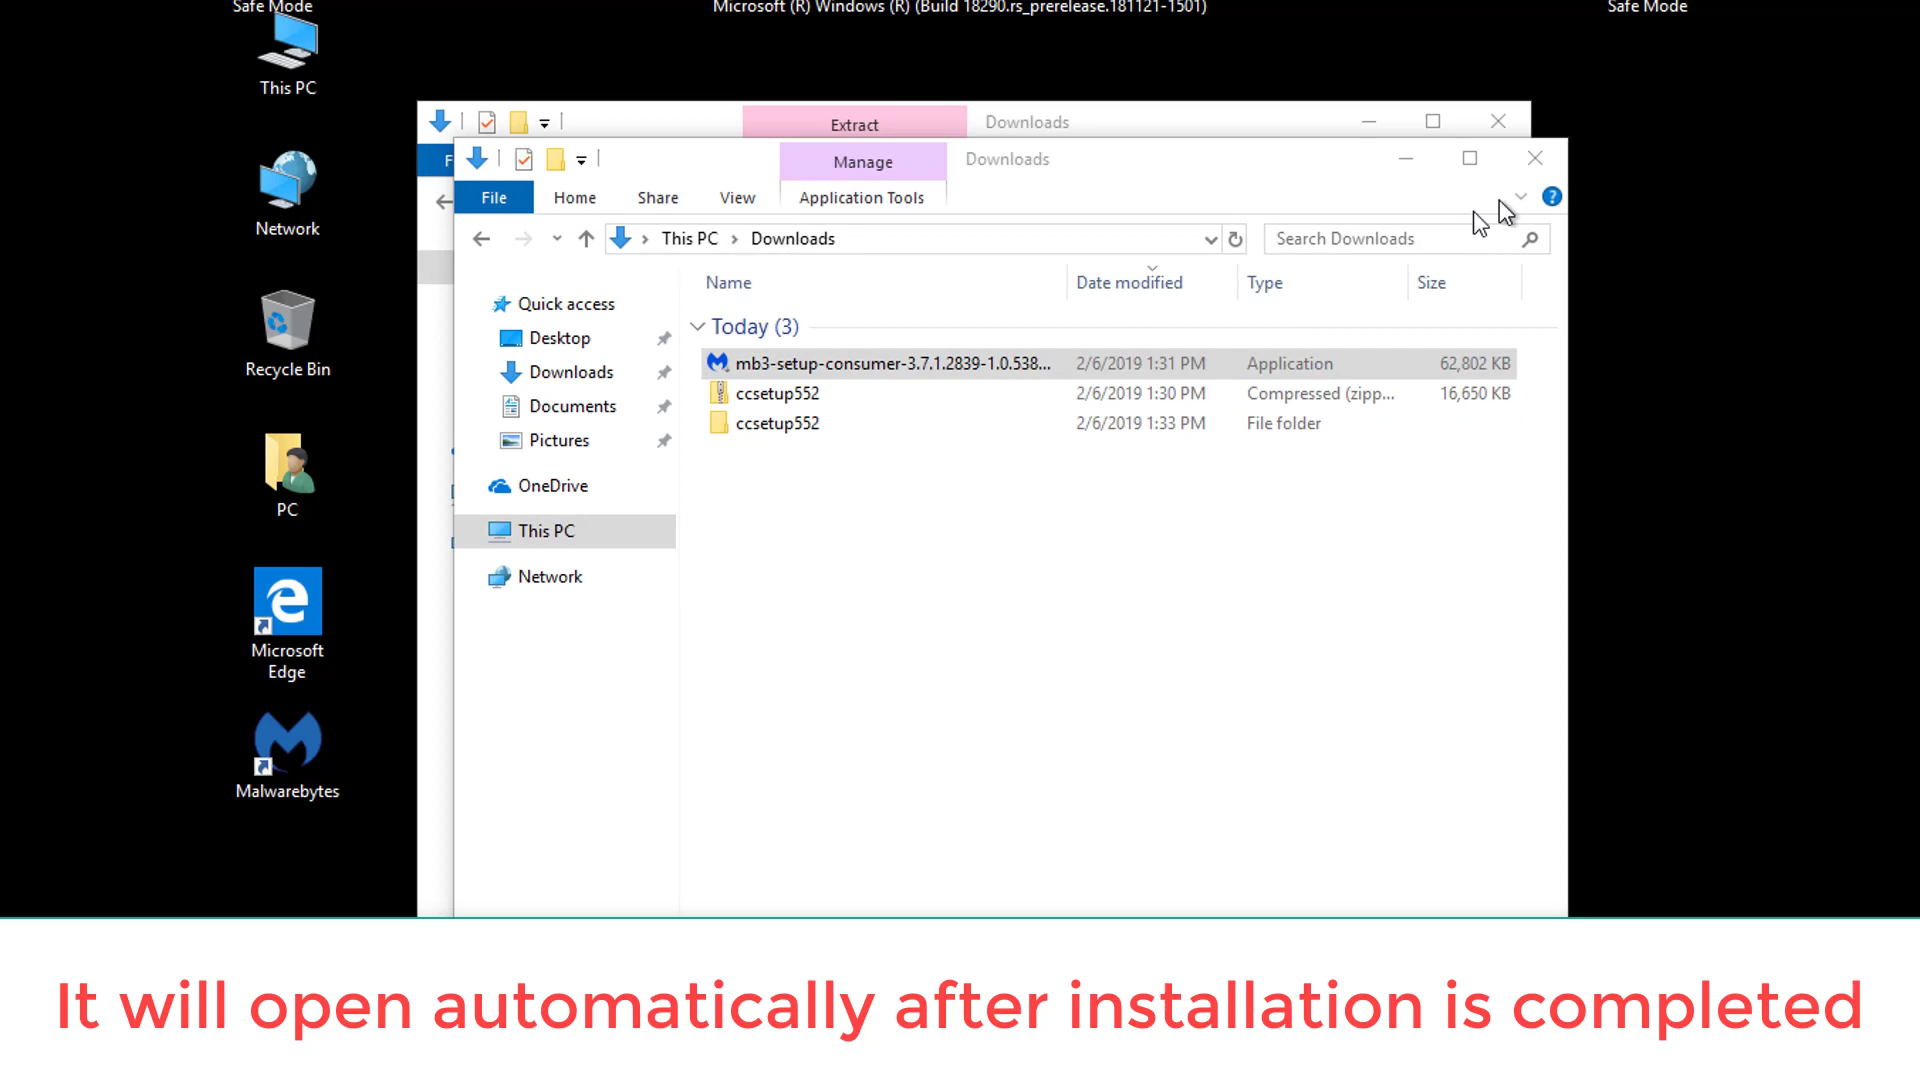 Safe Mode
Microsoft (R) Windows (R) (Build 18290.rs_prerelease.181121-1501)
Safe Mode
This PC
Network
Recycle Bin
PC
Microsoft
Edge
Malwarebytes
Extract
Downloads
F
Manage
Downloads
File
Home
Share
View
Application Tools
This PC
Downloads
Search Downloads
Name
Date modified
Type
Size
Quick access
Desktop
Downloads
Documents
Pictures
OneDrive
This PC
Network
Today (3)
mb3-setup-consumer-3.7.1.2839-1.0.538... 2/6/2019 1:31 PM Application 62,802 KB
ccsetup552 2/6/2019 1:30 PM Compressed (zipp... 16,650 KB
ccsetup552 2/6/2019 1:33 PM File folder
It will open automatically after installation is completed